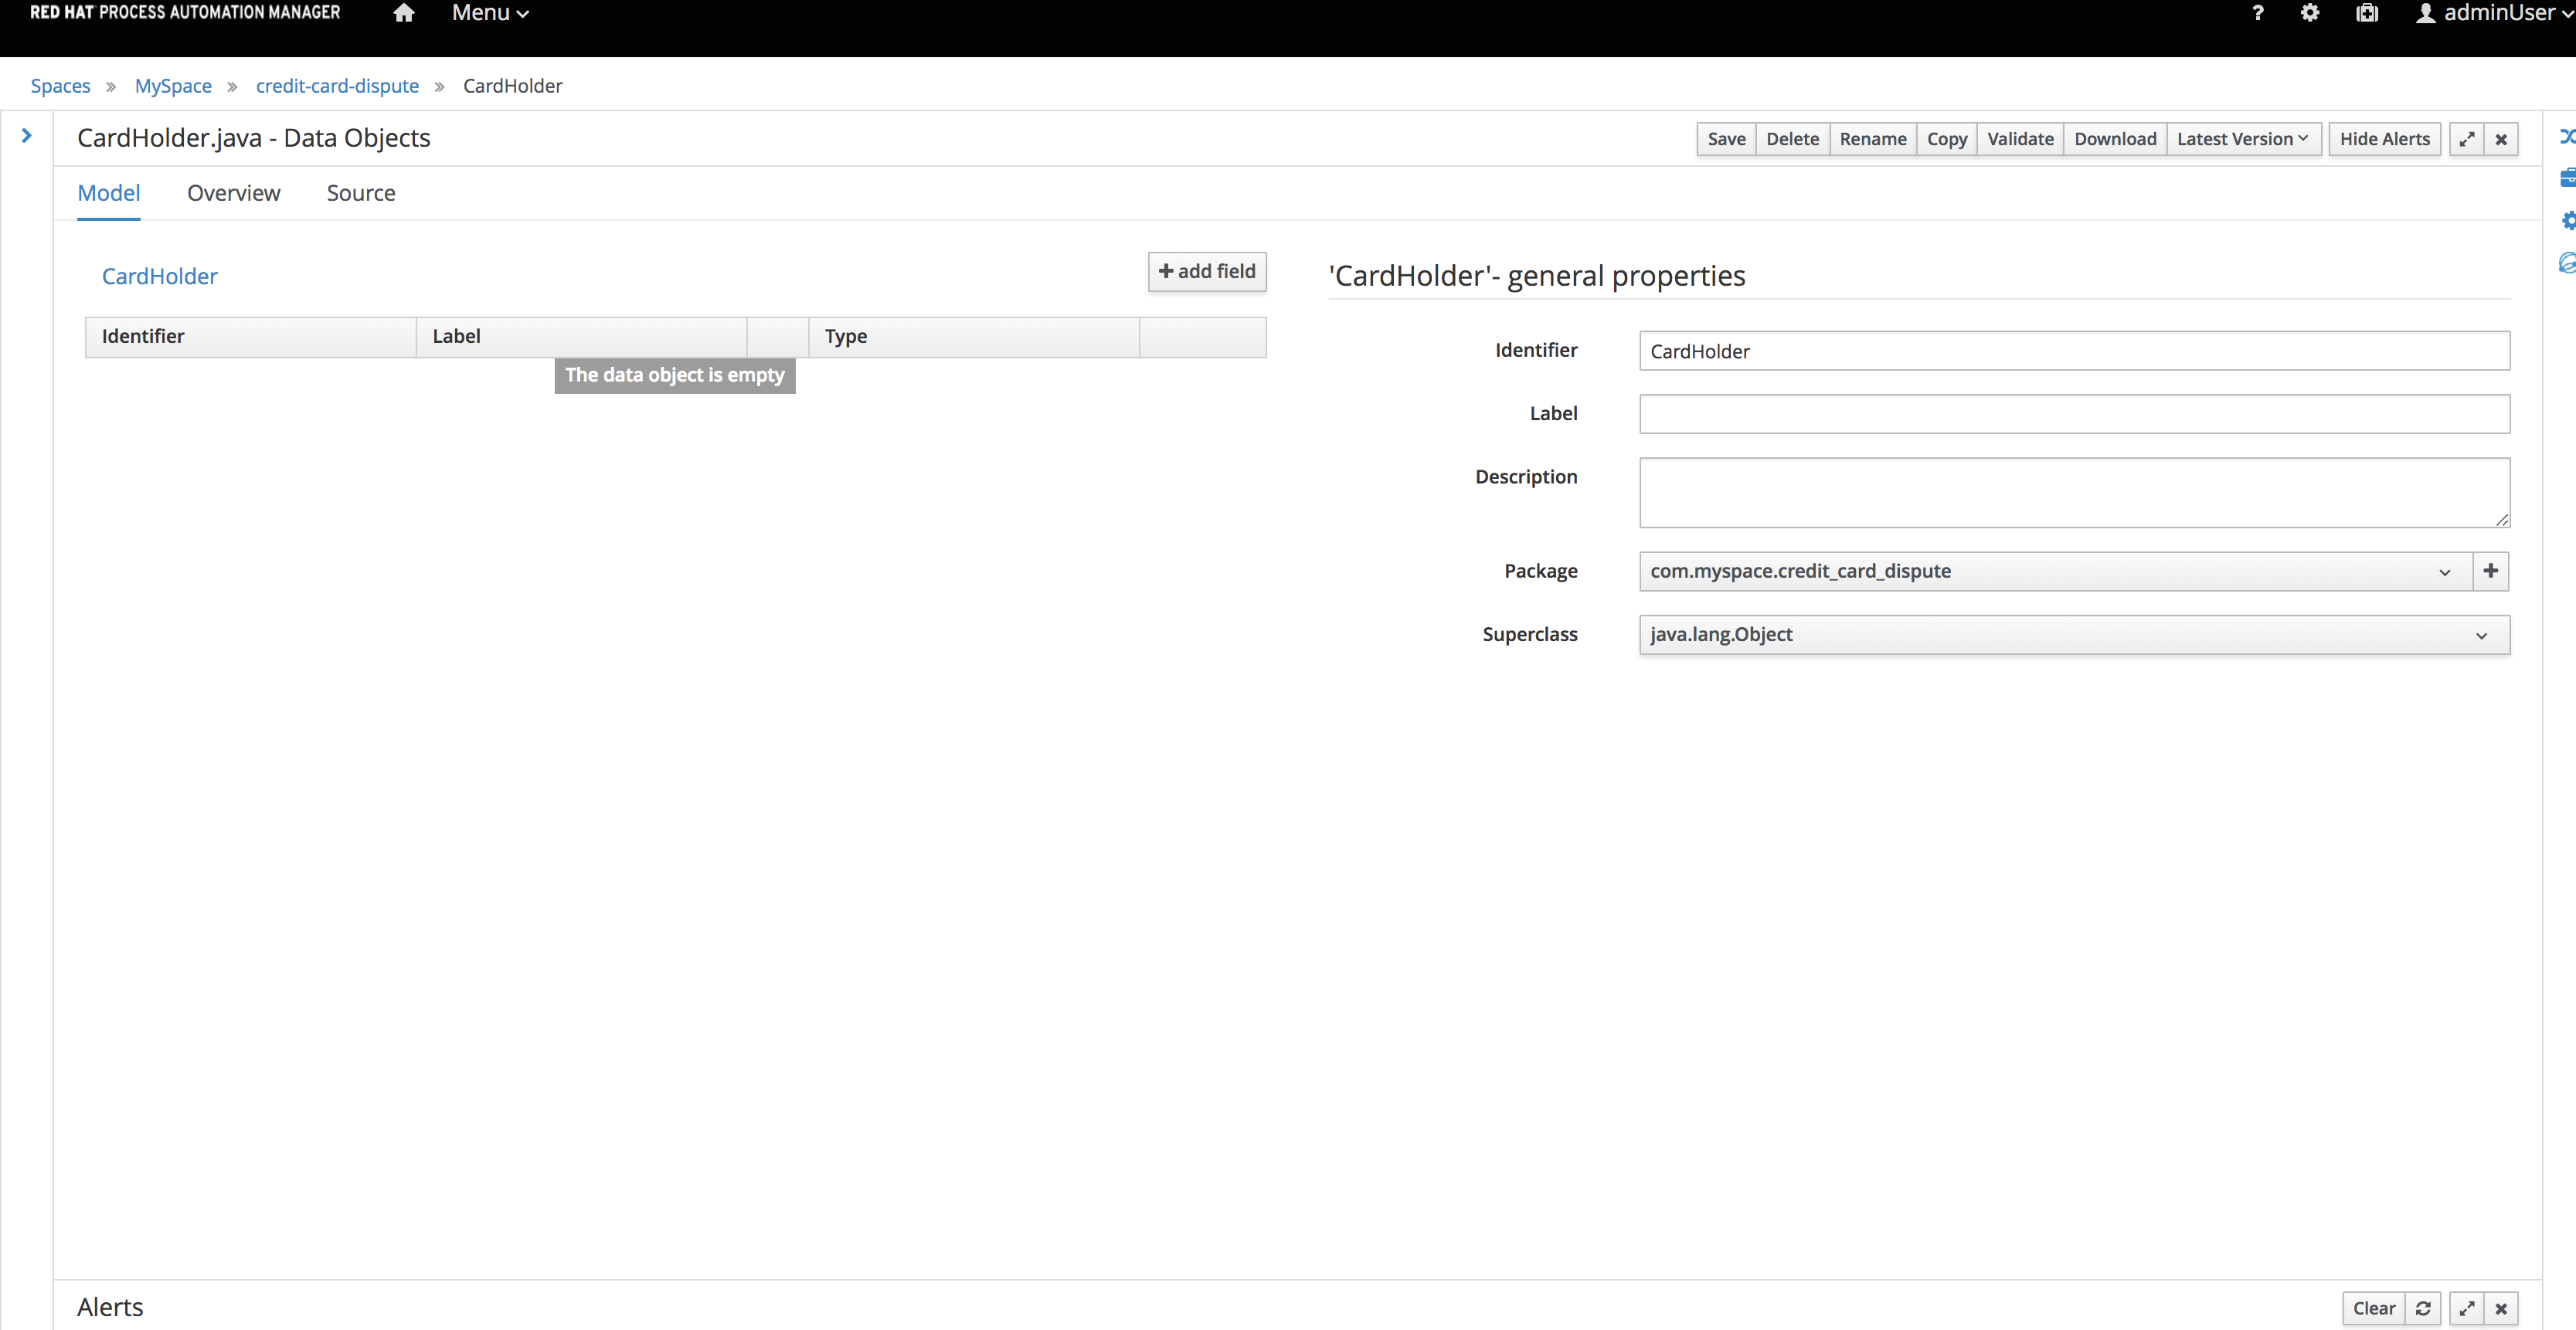 RED HAT PROCESS AUTOMATION MANAGER Menu ? adminUser
Spaces » MySpace » credit-card-dispute » CardHolder
CardHolder.java - Data Objects Save Delete Rename Copy Validate Download Latest Version Hide Alerts
Model Overview Source
CardHolder + add field
Identifier Label Type
The data object is empty
'CardHolder'- general properties
Identifier CardHolder
Label
Description
Package com.myspace.credit_card_dispute +
Superclass java.lang.Object
Alerts Clear